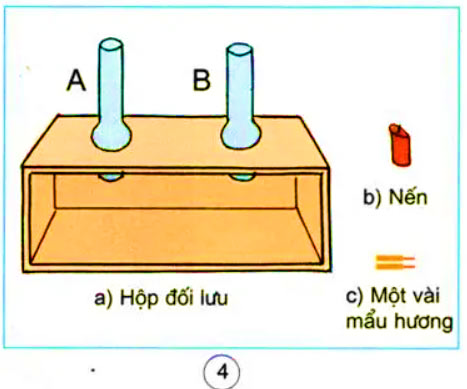 A
B
b) Nến
a) Hộp đối lưu
c) Một vài
mẩu hương
4